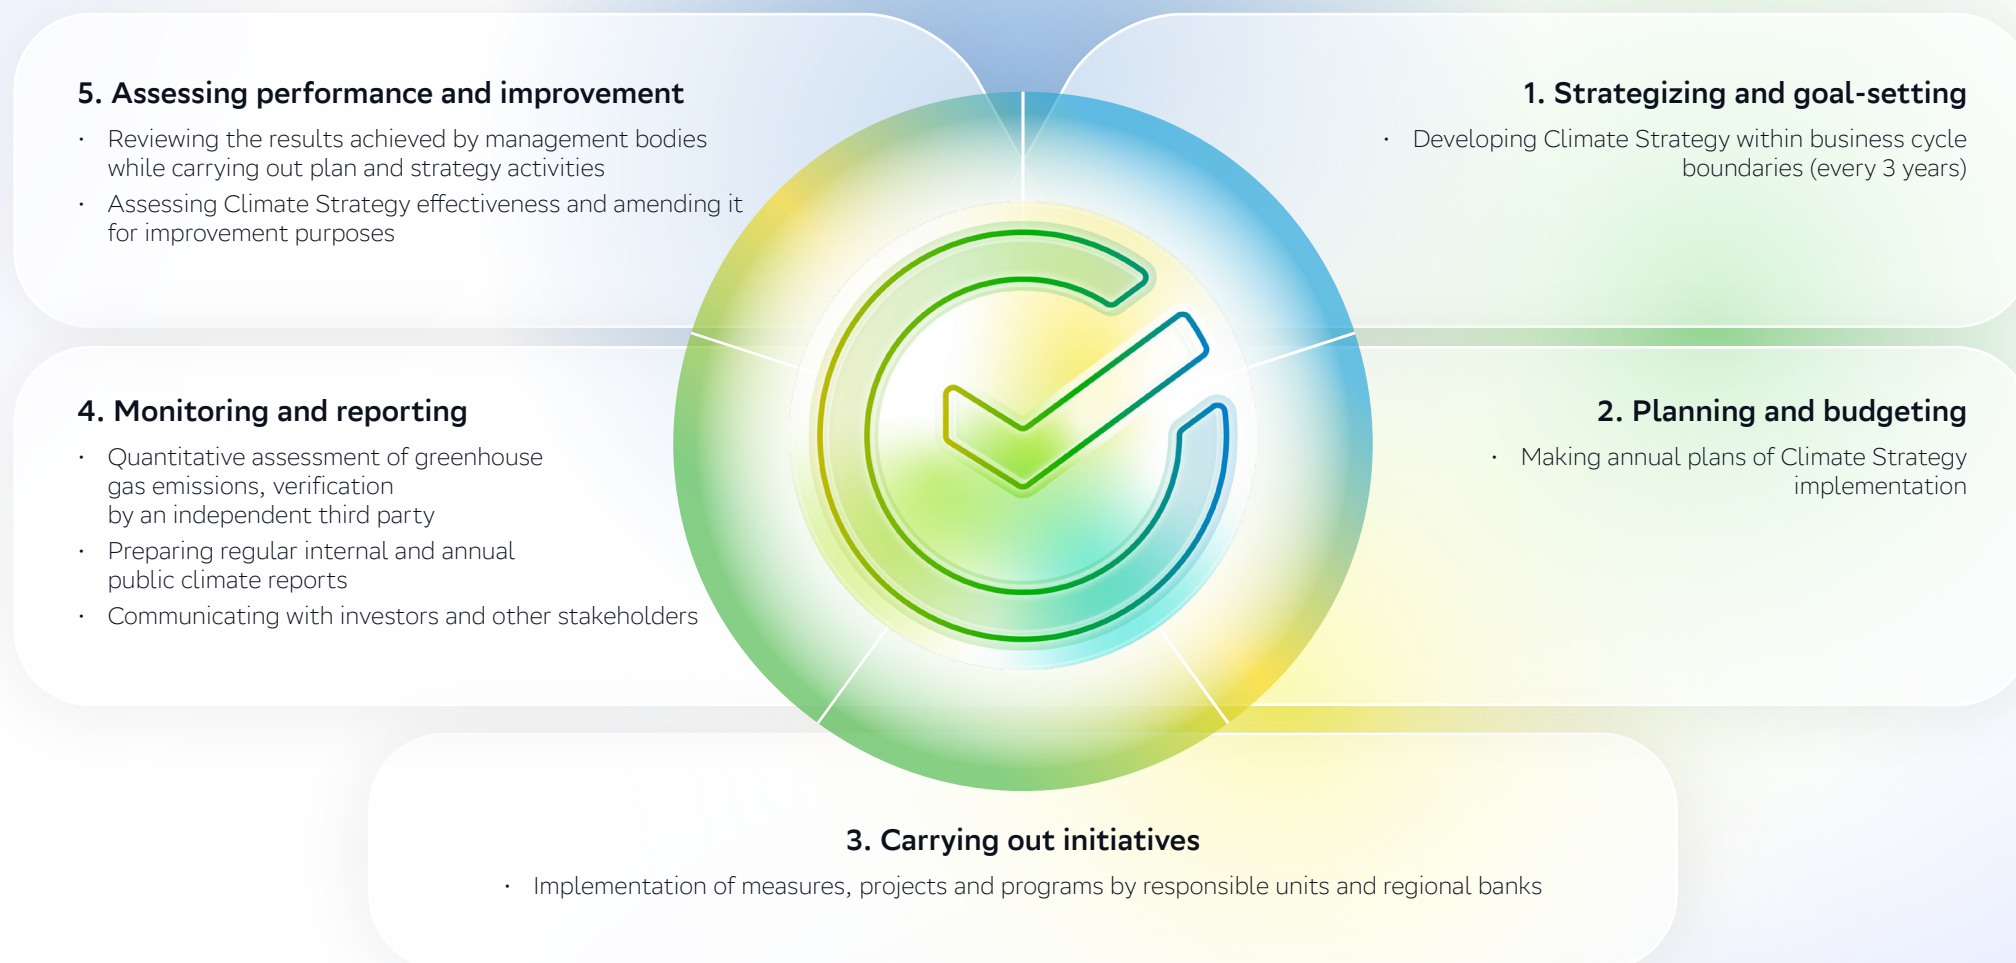 5. Assessing performance and improvement
· Reviewing the results achieved by management bodies
while carrying out plan and strategy activities
· Assessing Climate Strategy effectiveness and amending it
for improvement purposes
1. Strategizing and goal-setting
· Developing Climate Strategy within business cycle
boundaries (every 3 years)
4. Monitoring and reporting
· Quantitative assessment of greenhouse
gas emissions, verification
by an independent third party
· Preparing regular internal and annual
public climate reports
· Communicating with investors and other stakeholders
2. Planning and budgeting
· Making annual plans of Climate Strategy
implementation
3. Carrying out initiatives
· Implementation of measures, projects and programs by responsible units and regional banks